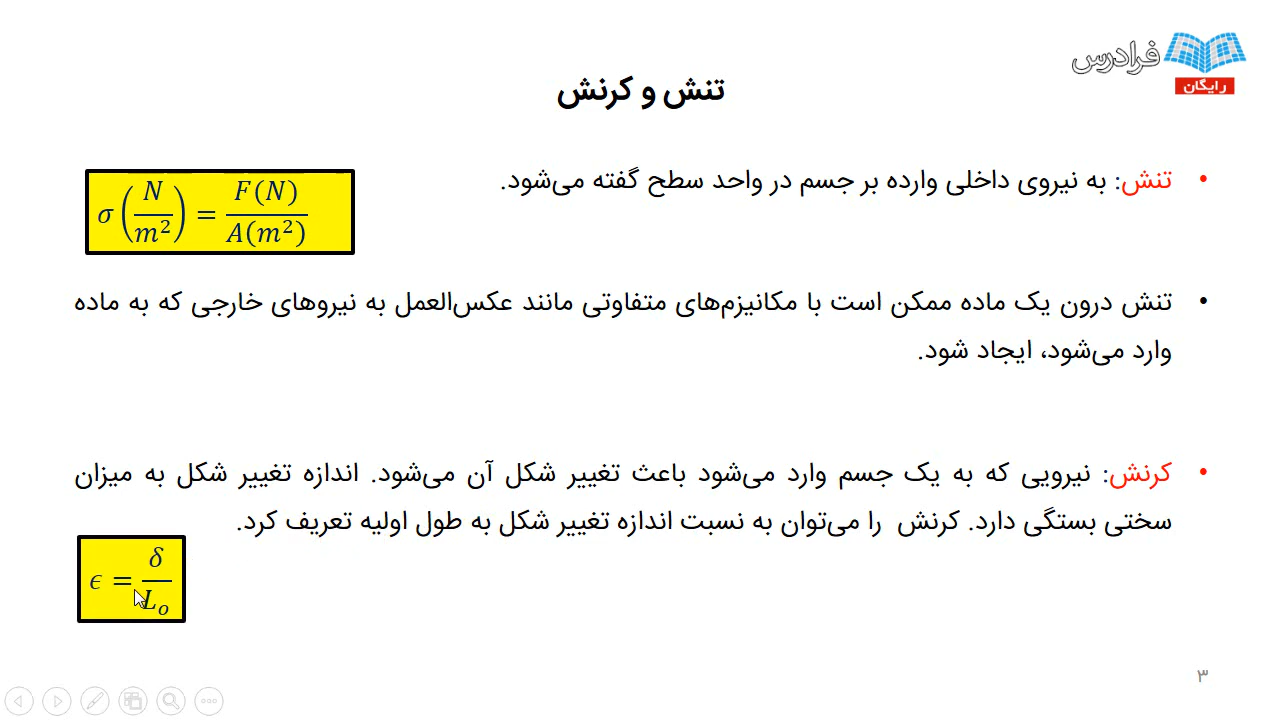 فرادرس
رایگان
تنش و کرنش
• تنش: به نیروی داخلی وارده بر جسم در واحد سطح گفته می‌شود.
σ (N/m²) = F(N)/A(m²)
• تنش درون یک ماده ممکن است با مکانیزم‌های متفاوتی مانند عکس‌العمل به نیروهای خارجی که به ماده
وارد می‌شود، ایجاد شود.
• کرنش: نیرویی که به یک جسم وارد می‌شود باعث تغییر شکل آن می‌شود. اندازه تغییر شکل به میزان
سختی بستگی دارد. کرنش را می‌توان به نسبت اندازه تغییر شکل به طول اولیه تعریف کرد.
ϵ = δ/Lₒ
۳